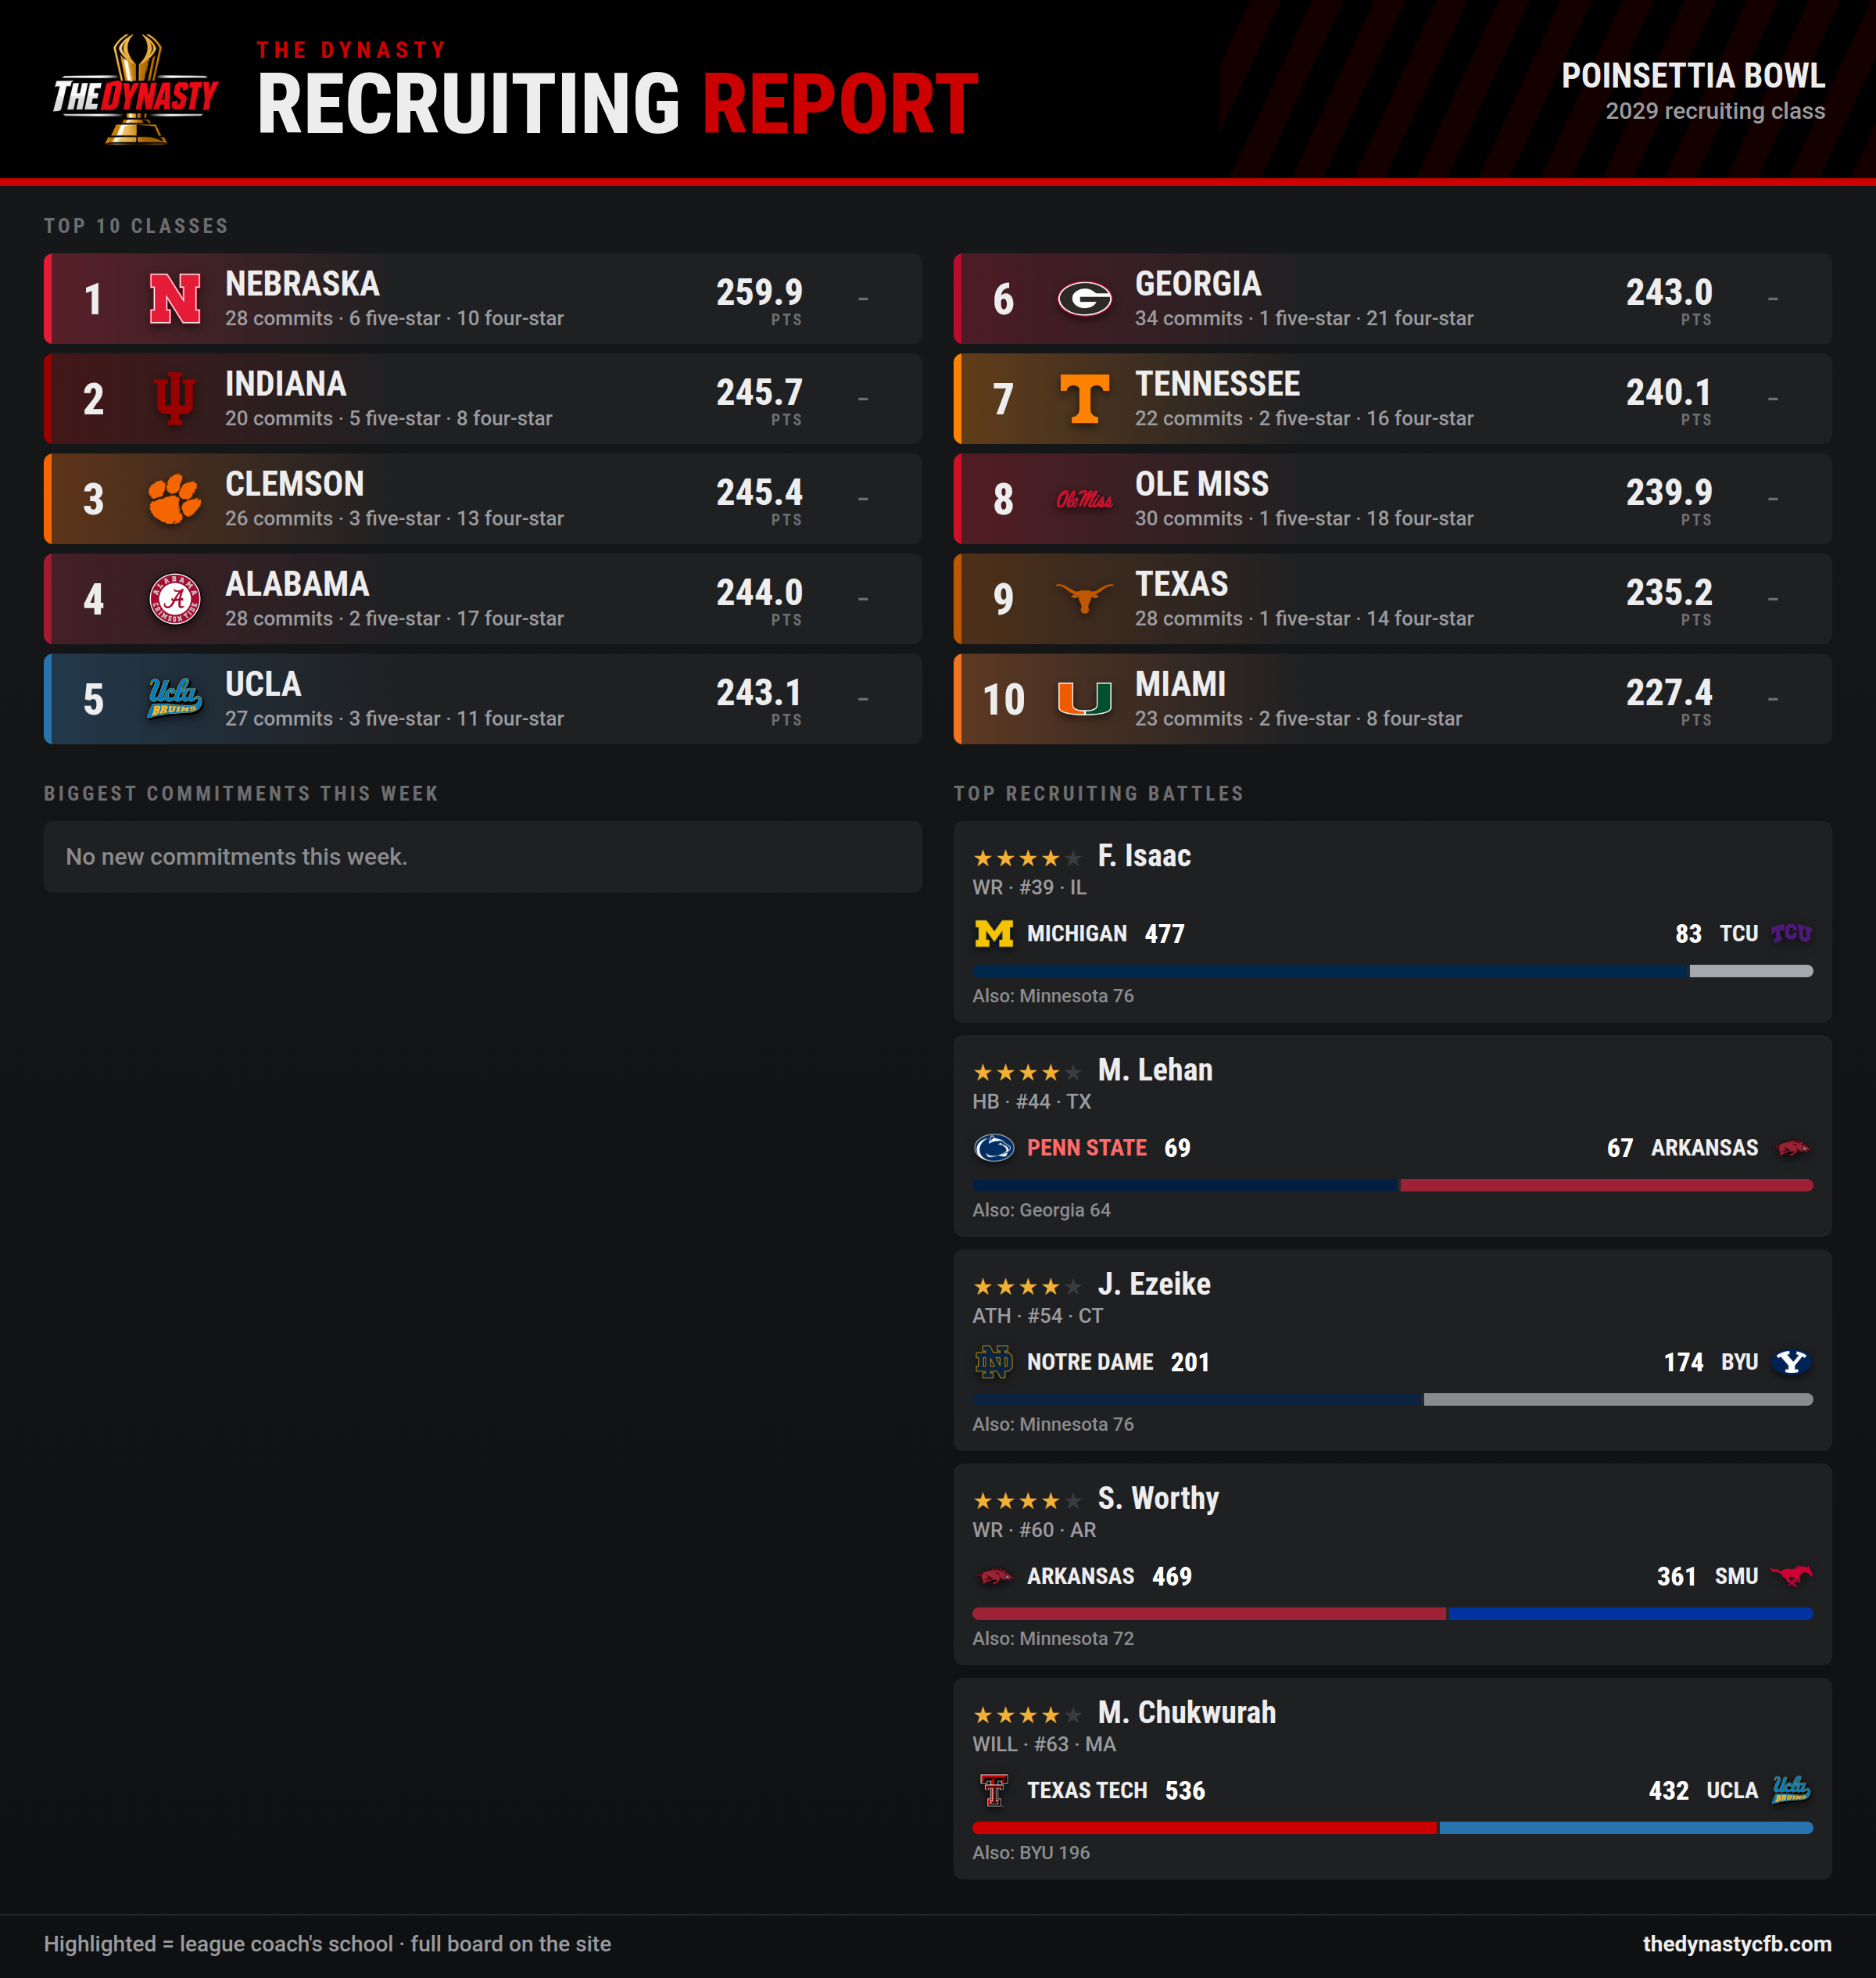 THE DYNASTY
THE DYNASTY
RECRUITING REPORT
POINSETTIA BOWL
2029 recruiting class
TOP 10 CLASSES
1 NEBRASKA 259.9 –
28 commits · 6 five-star · 10 four-star PTS
2 INDIANA 245.7 –
20 commits · 5 five-star · 8 four-star PTS
3 CLEMSON 245.4 –
26 commits · 3 five-star · 13 four-star PTS
4 ALABAMA 244.0 –
28 commits · 2 five-star · 17 four-star PTS
5 Ucla BRUINS UCLA 243.1 –
27 commits · 3 five-star · 11 four-star PTS
6 GEORGIA 243.0 –
34 commits · 1 five-star · 21 four-star PTS
7 TENNESSEE 240.1 –
22 commits · 2 five-star · 16 four-star PTS
8 Ole Miss OLE MISS 239.9 –
30 commits · 1 five-star · 18 four-star PTS
9 TEXAS 235.2 –
28 commits · 1 five-star · 14 four-star PTS
10 MIAMI 227.4 –
23 commits · 2 five-star · 8 four-star PTS
BIGGEST COMMITMENTS THIS WEEK
No new commitments this week.
TOP RECRUITING BATTLES
★★★★★ F. Isaac
WR · #39 · IL
MICHIGAN 477 83 TCU TCU
Also: Minnesota 76
★★★★★ M. Lehan
HB · #44 · TX
PENN STATE 69 67 ARKANSAS
Also: Georgia 64
★★★★★ J. Ezeike
ATH · #54 · CT
NOTRE DAME 201 174 BYU
Also: Minnesota 76
★★★★★ S. Worthy
WR · #60 · AR
ARKANSAS 469 361 SMU
Also: Minnesota 72
★★★★★ M. Chukwurah
WILL · #63 · MA
TEXAS TECH 536 432 UCLA Ucla BRUINS
Also: BYU 196
Highlighted = league coach's school · full board on the site
thedynastycfb.com